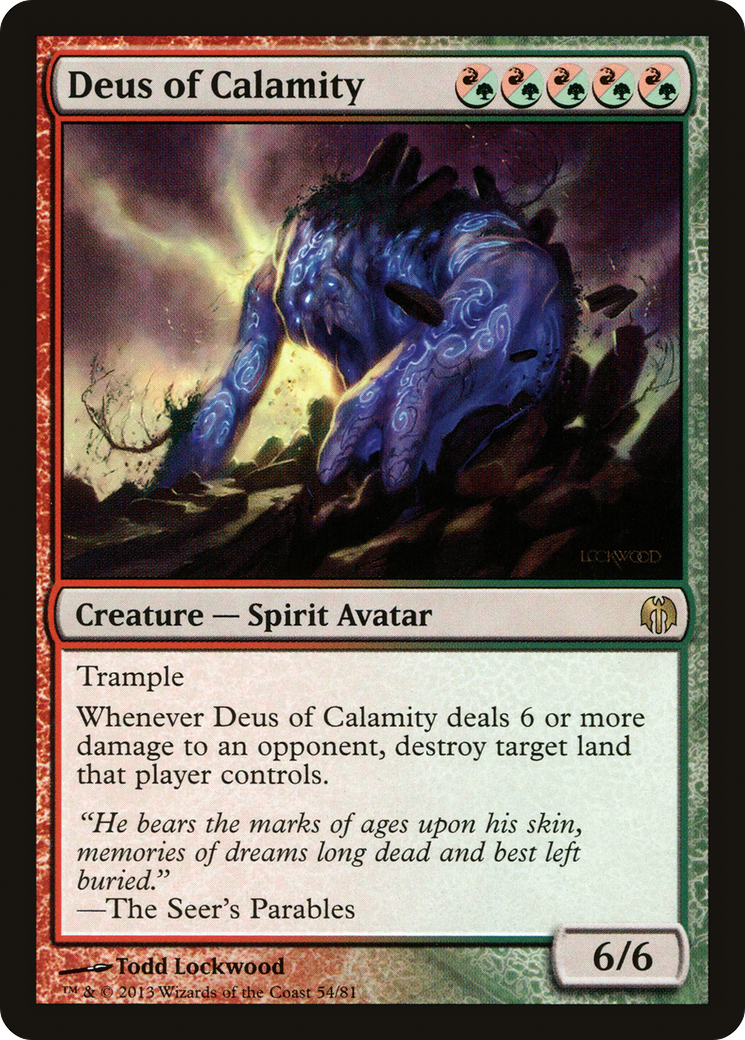 Deus of Calamity
LOCKWOOD
Creature — Spirit Avatar
Trample
Whenever Deus of Calamity deals 6 or more
damage to an opponent, destroy target land
that player controls.
“He bears the marks of ages upon his skin,
memories of dreams long dead and best left
buried.”
—The Seer’s Parables
6/6
Todd Lockwood
™ & © 2013 Wizards of the Coast 54/81